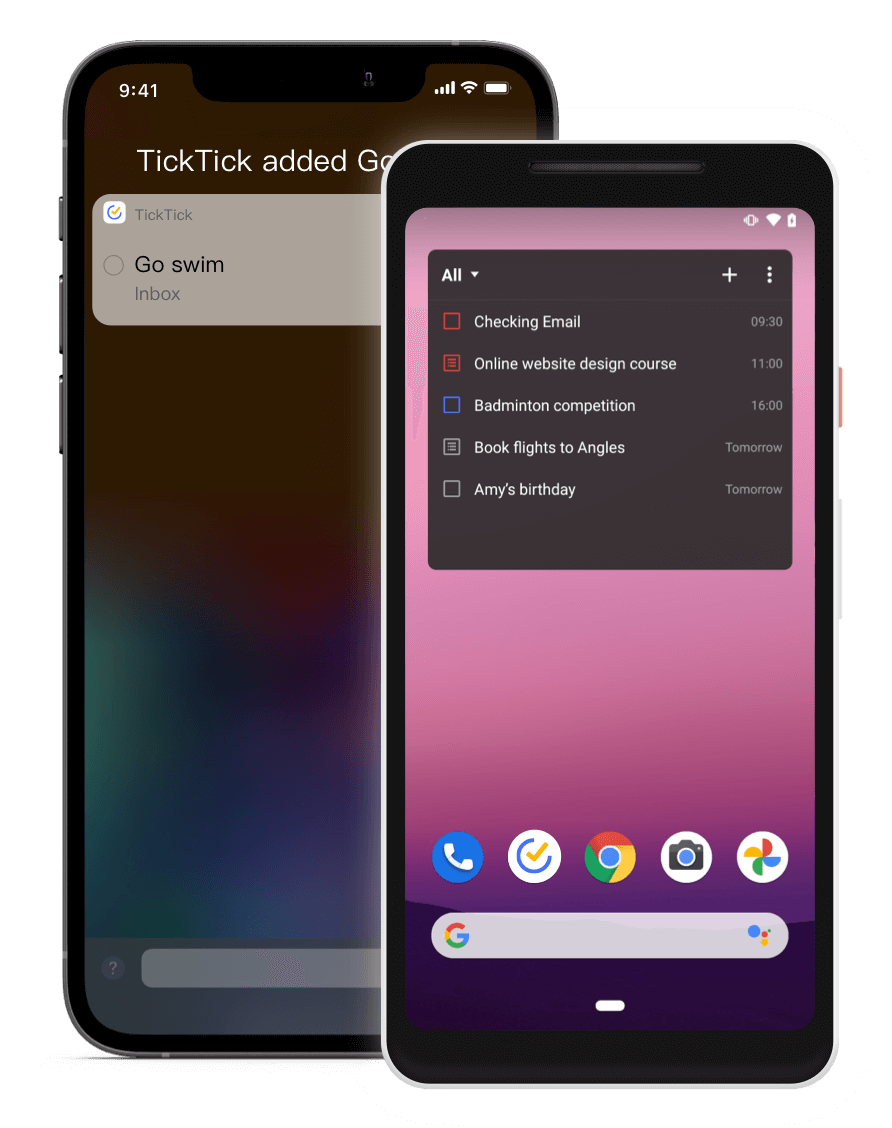 9:41
TickTick added Go
TickTick
Go swim
Inbox
?
All
Checking Email 09:30
Online website design course 11:00
Badminton competition 16:00
Book flights to Angles Tomorrow
Amy's birthday Tomorrow
G